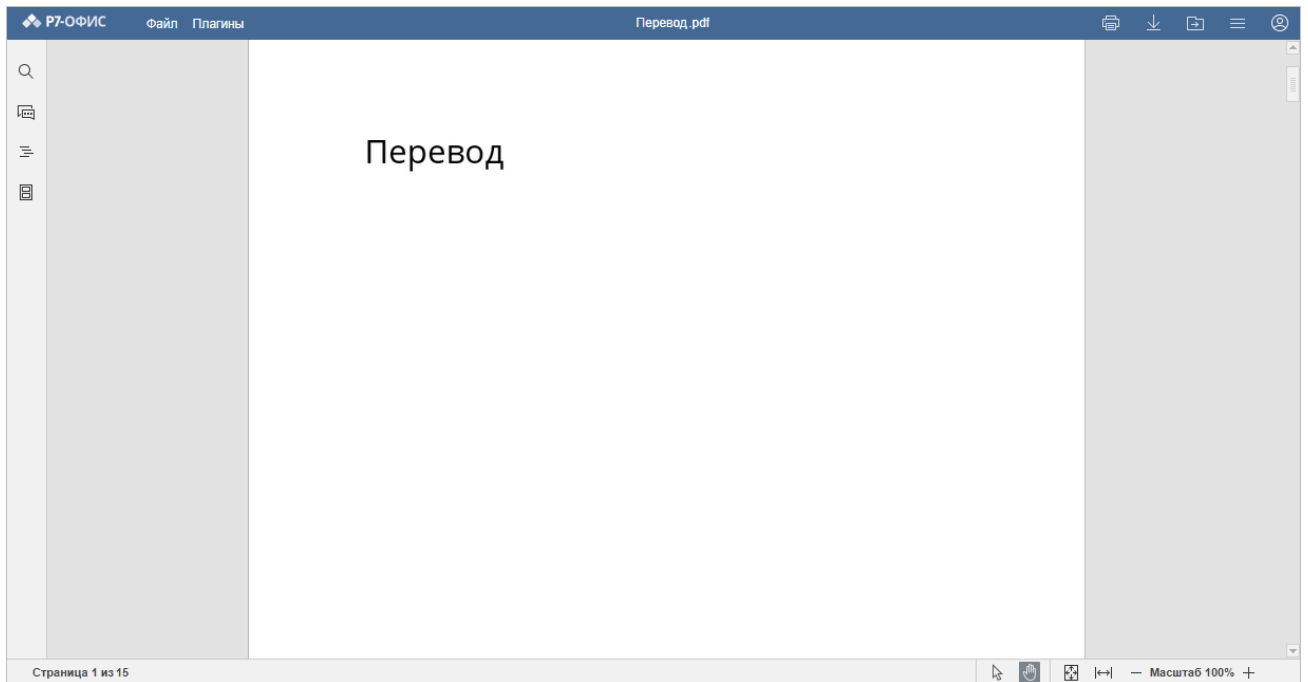 Р7-ОФИС Файл Плагины Перевод.pdf
Перевод
Страница 1 из 15 Масштаб 100%